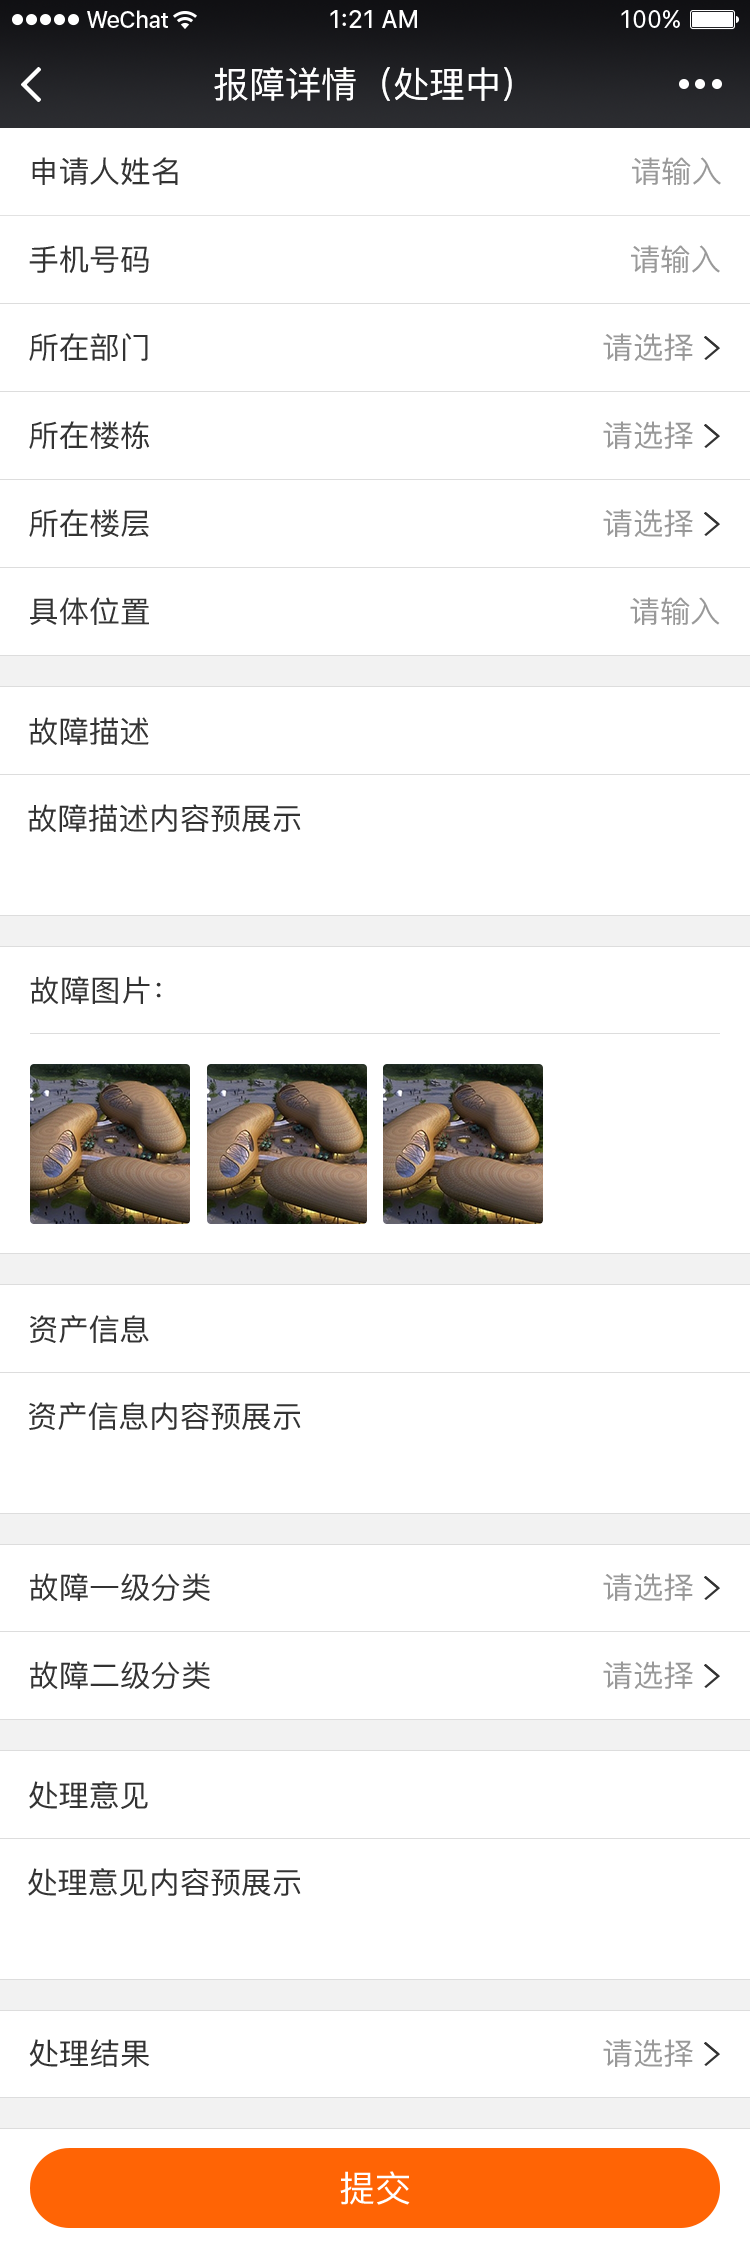 WeChat 1:21 AM 100%
报障详情（处理中）
申请人姓名 请输入
手机号码 请输入
所在部门 请选择
所在楼栋 请选择
所在楼层 请选择
具体位置 请输入
故障描述
故障描述内容预展示
故障图片：
资产信息
资产信息内容预展示
故障一级分类 请选择
故障二级分类 请选择
处理意见
处理意见内容预展示
处理结果 请选择
提交